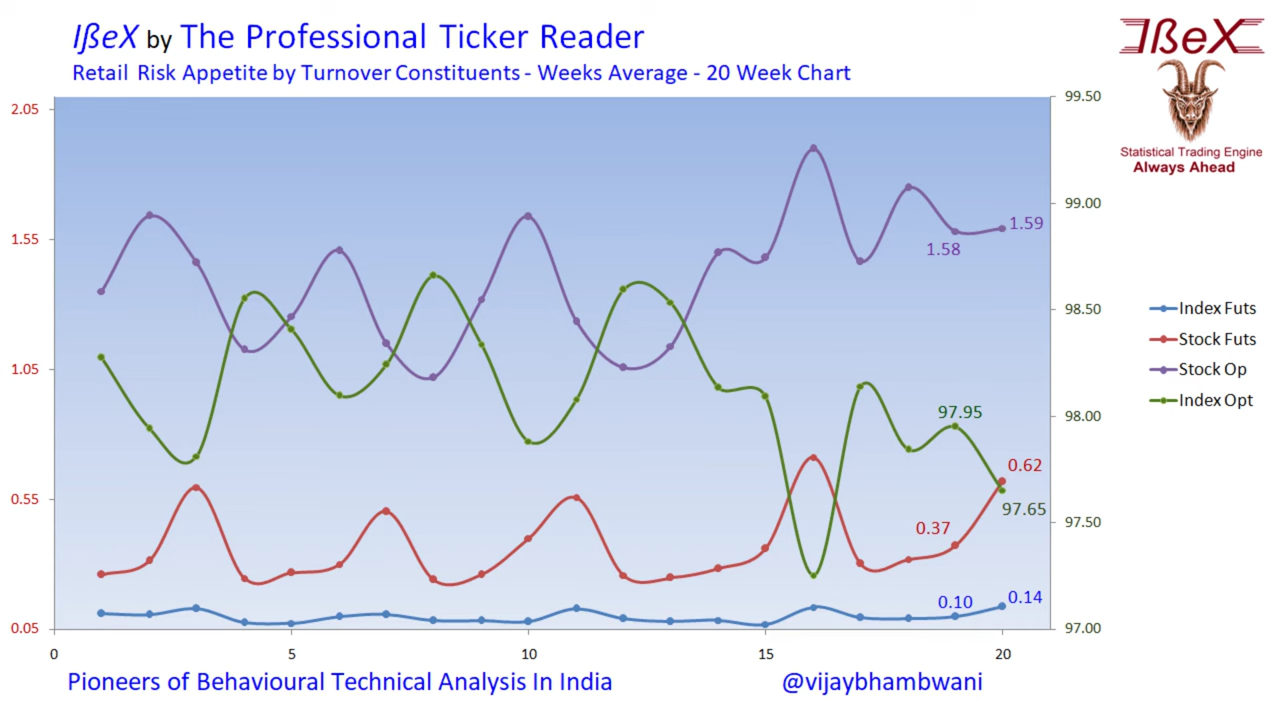 IßeX by The Professional Ticker Reader
Retail Risk Appetite by Turnover Constituents - Weeks Average - 20 Week Chart
IßeX
Statistical Trading Engine
Always Ahead
2.05
1.55
1.05
0.55
0.05
99.50
99.00
98.50
98.00
97.50
97.00
1.59
1.58
97.95
0.62
97.65
0.37
0.10
0.14
Index Futs
Stock Futs
Stock Op
Index Opt
0 5 10 15 20
Pioneers of Behavioural Technical Analysis In India
@vijaybhambwani